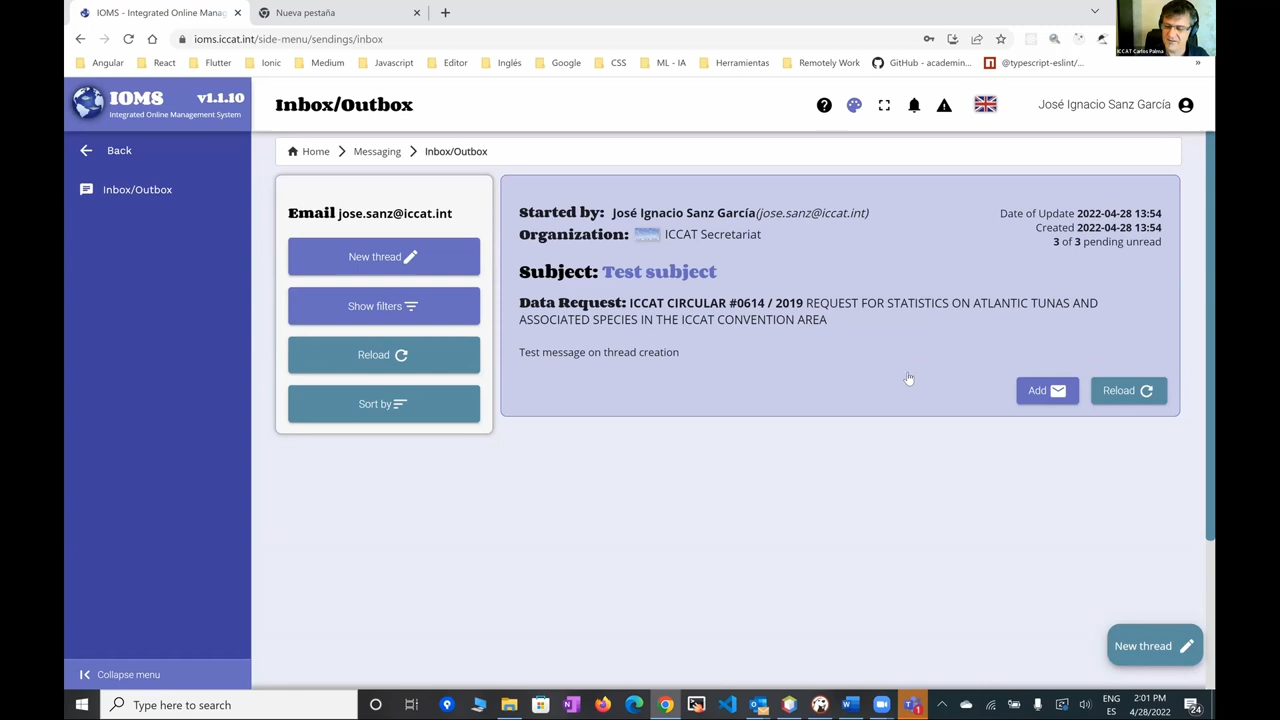 IOMS - Integrated Online Manag
Nueva pestaña
ioms.iccat.int/side-menu/sendings/inbox
Angular
React
Flutter
Ionic
Medium
Javascript
Editor
Inglés
Google
CSS
ML - IA
Herramientas
Remotely Work
GitHub - academin...
@typescript-eslint/...
ICCAT Carlos Palma
IOMS v1.1.10
Integrated Online Management System
Inbox/Outbox
José Ignacio Sanz García
Back
Home
Messaging
Inbox/Outbox
Inbox/Outbox
Email jose.sanz@iccat.int
New thread
Show filters
Reload
Sort by
Started by: José Ignacio Sanz García(jose.sanz@iccat.int)
Organization: ICCAT Secretariat
Date of Update 2022-04-28 13:54
Created 2022-04-28 13:54
3 of 3 pending unread
Subject: Test subject
Data Request: ICCAT CIRCULAR #0614 / 2019 REQUEST FOR STATISTICS ON ATLANTIC TUNAS AND
ASSOCIATED SPECIES IN THE ICCAT CONVENTION AREA
Test message on thread creation
Add
Reload
New thread
Collapse menu
Type here to search
ENG
ES
2:01 PM
4/28/2022
24